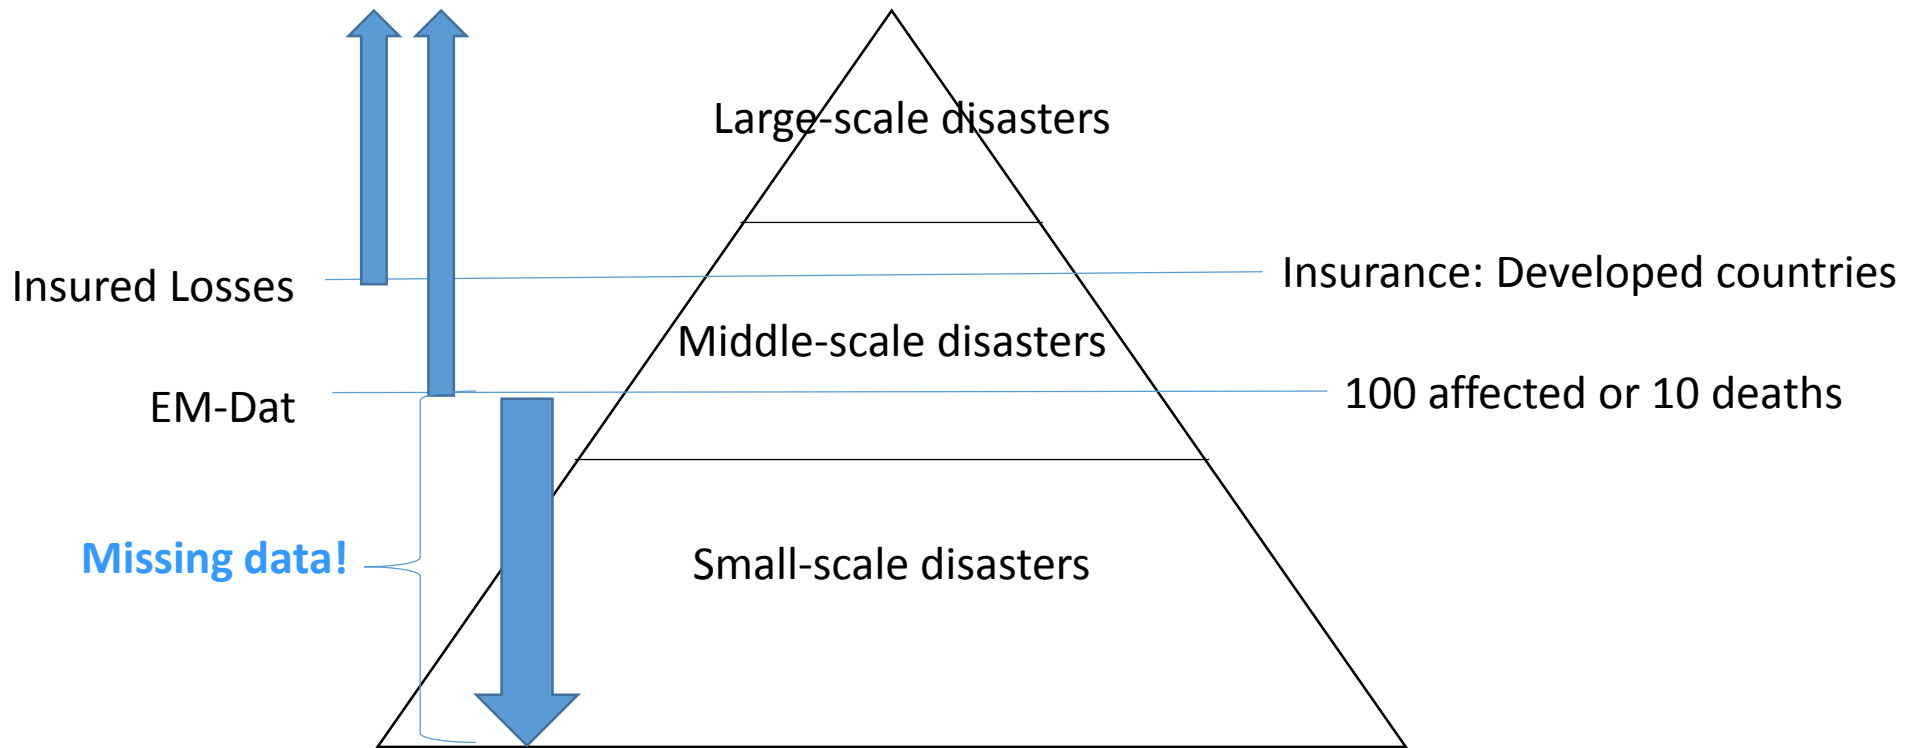 Large-scale disasters
Insured Losses
Insurance: Developed countries
Middle-scale disasters
EM-Dat
100 affected or 10 deaths
Missing data!
Small-scale disasters